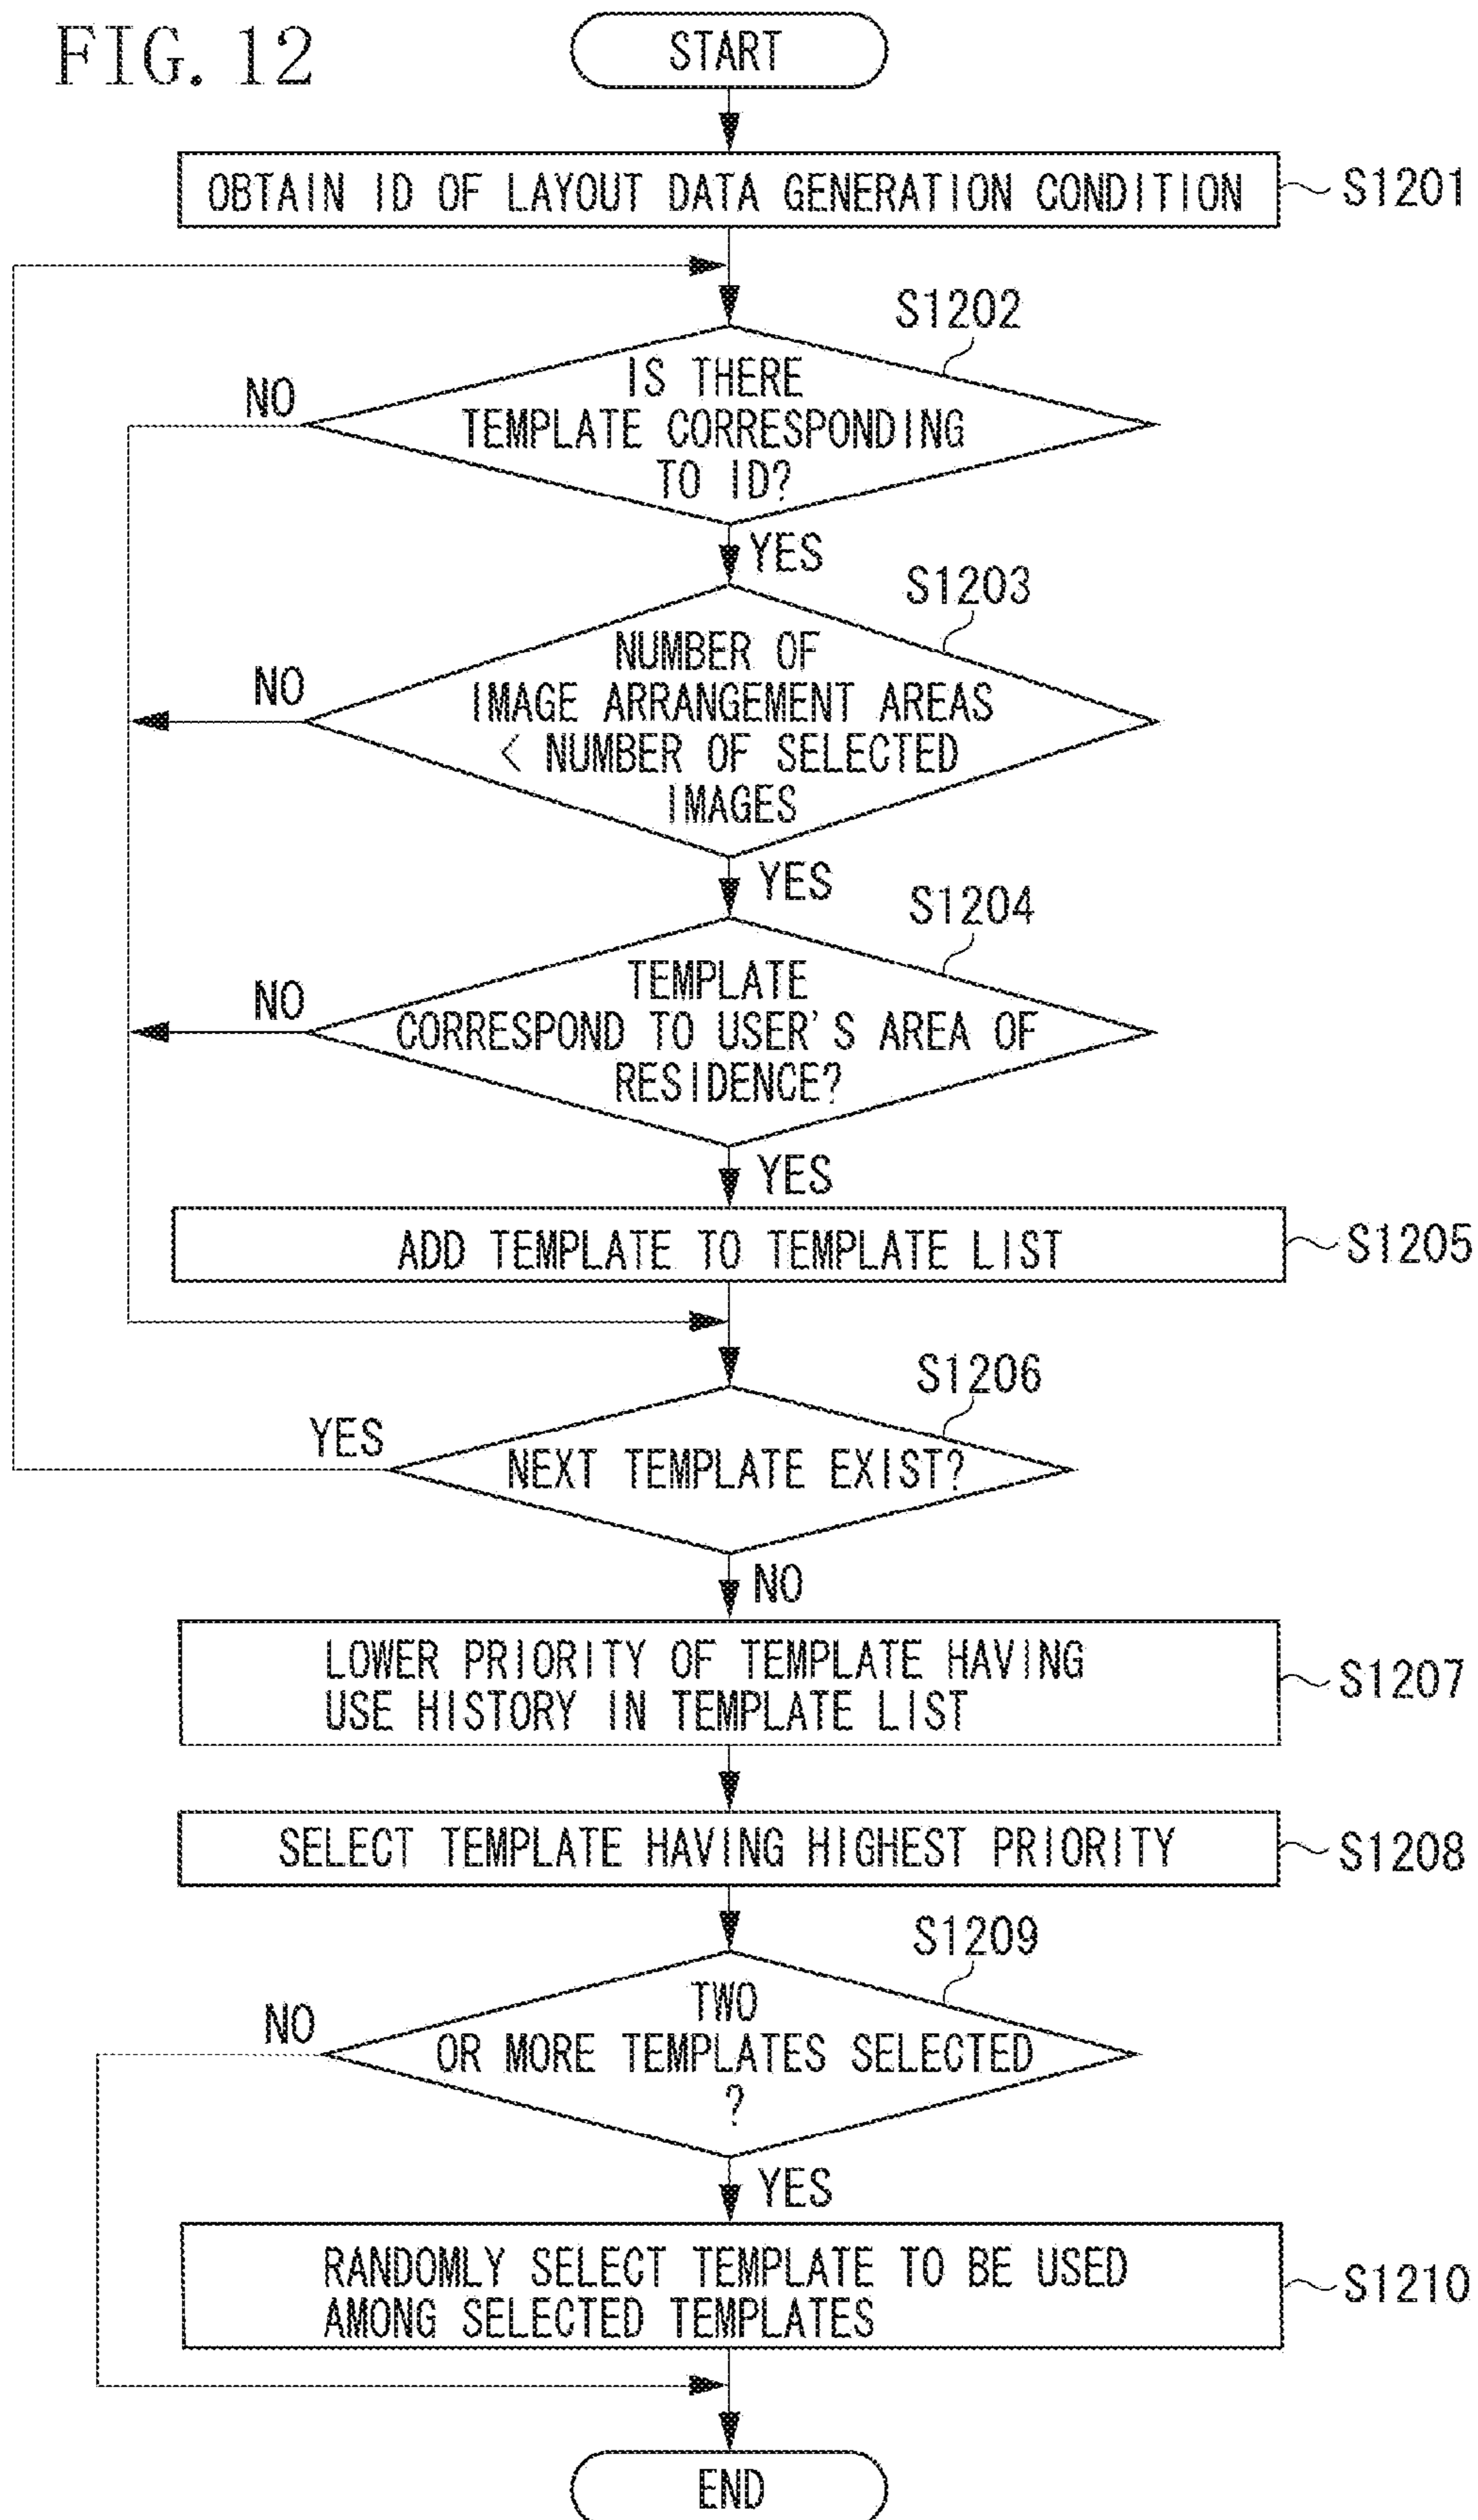 FIG. 12
START
OBTAIN ID OF LAYOUT DATA GENERATION CONDITION
S1201
S1202
IS THERE
TEMPLATE CORRESPONDING
TO ID?
NO
YES
S1203
NUMBER OF
IMAGE ARRANGEMENT AREAS
< NUMBER OF SELECTED
IMAGES
NO
YES
S1204
TEMPLATE
CORRESPOND TO USER'S AREA OF
RESIDENCE?
NO
YES
ADD TEMPLATE TO TEMPLATE LIST
S1205
S1206
NEXT TEMPLATE EXIST?
YES
NO
LOWER PRIORITY OF TEMPLATE HAVING
USE HISTORY IN TEMPLATE LIST
S1207
SELECT TEMPLATE HAVING HIGHEST PRIORITY
S1208
S1209
TWO
OR MORE TEMPLATES SELECTED
?
NO
YES
RANDOMLY SELECT TEMPLATE TO BE USED
AMONG SELECTED TEMPLATES
S1210
END